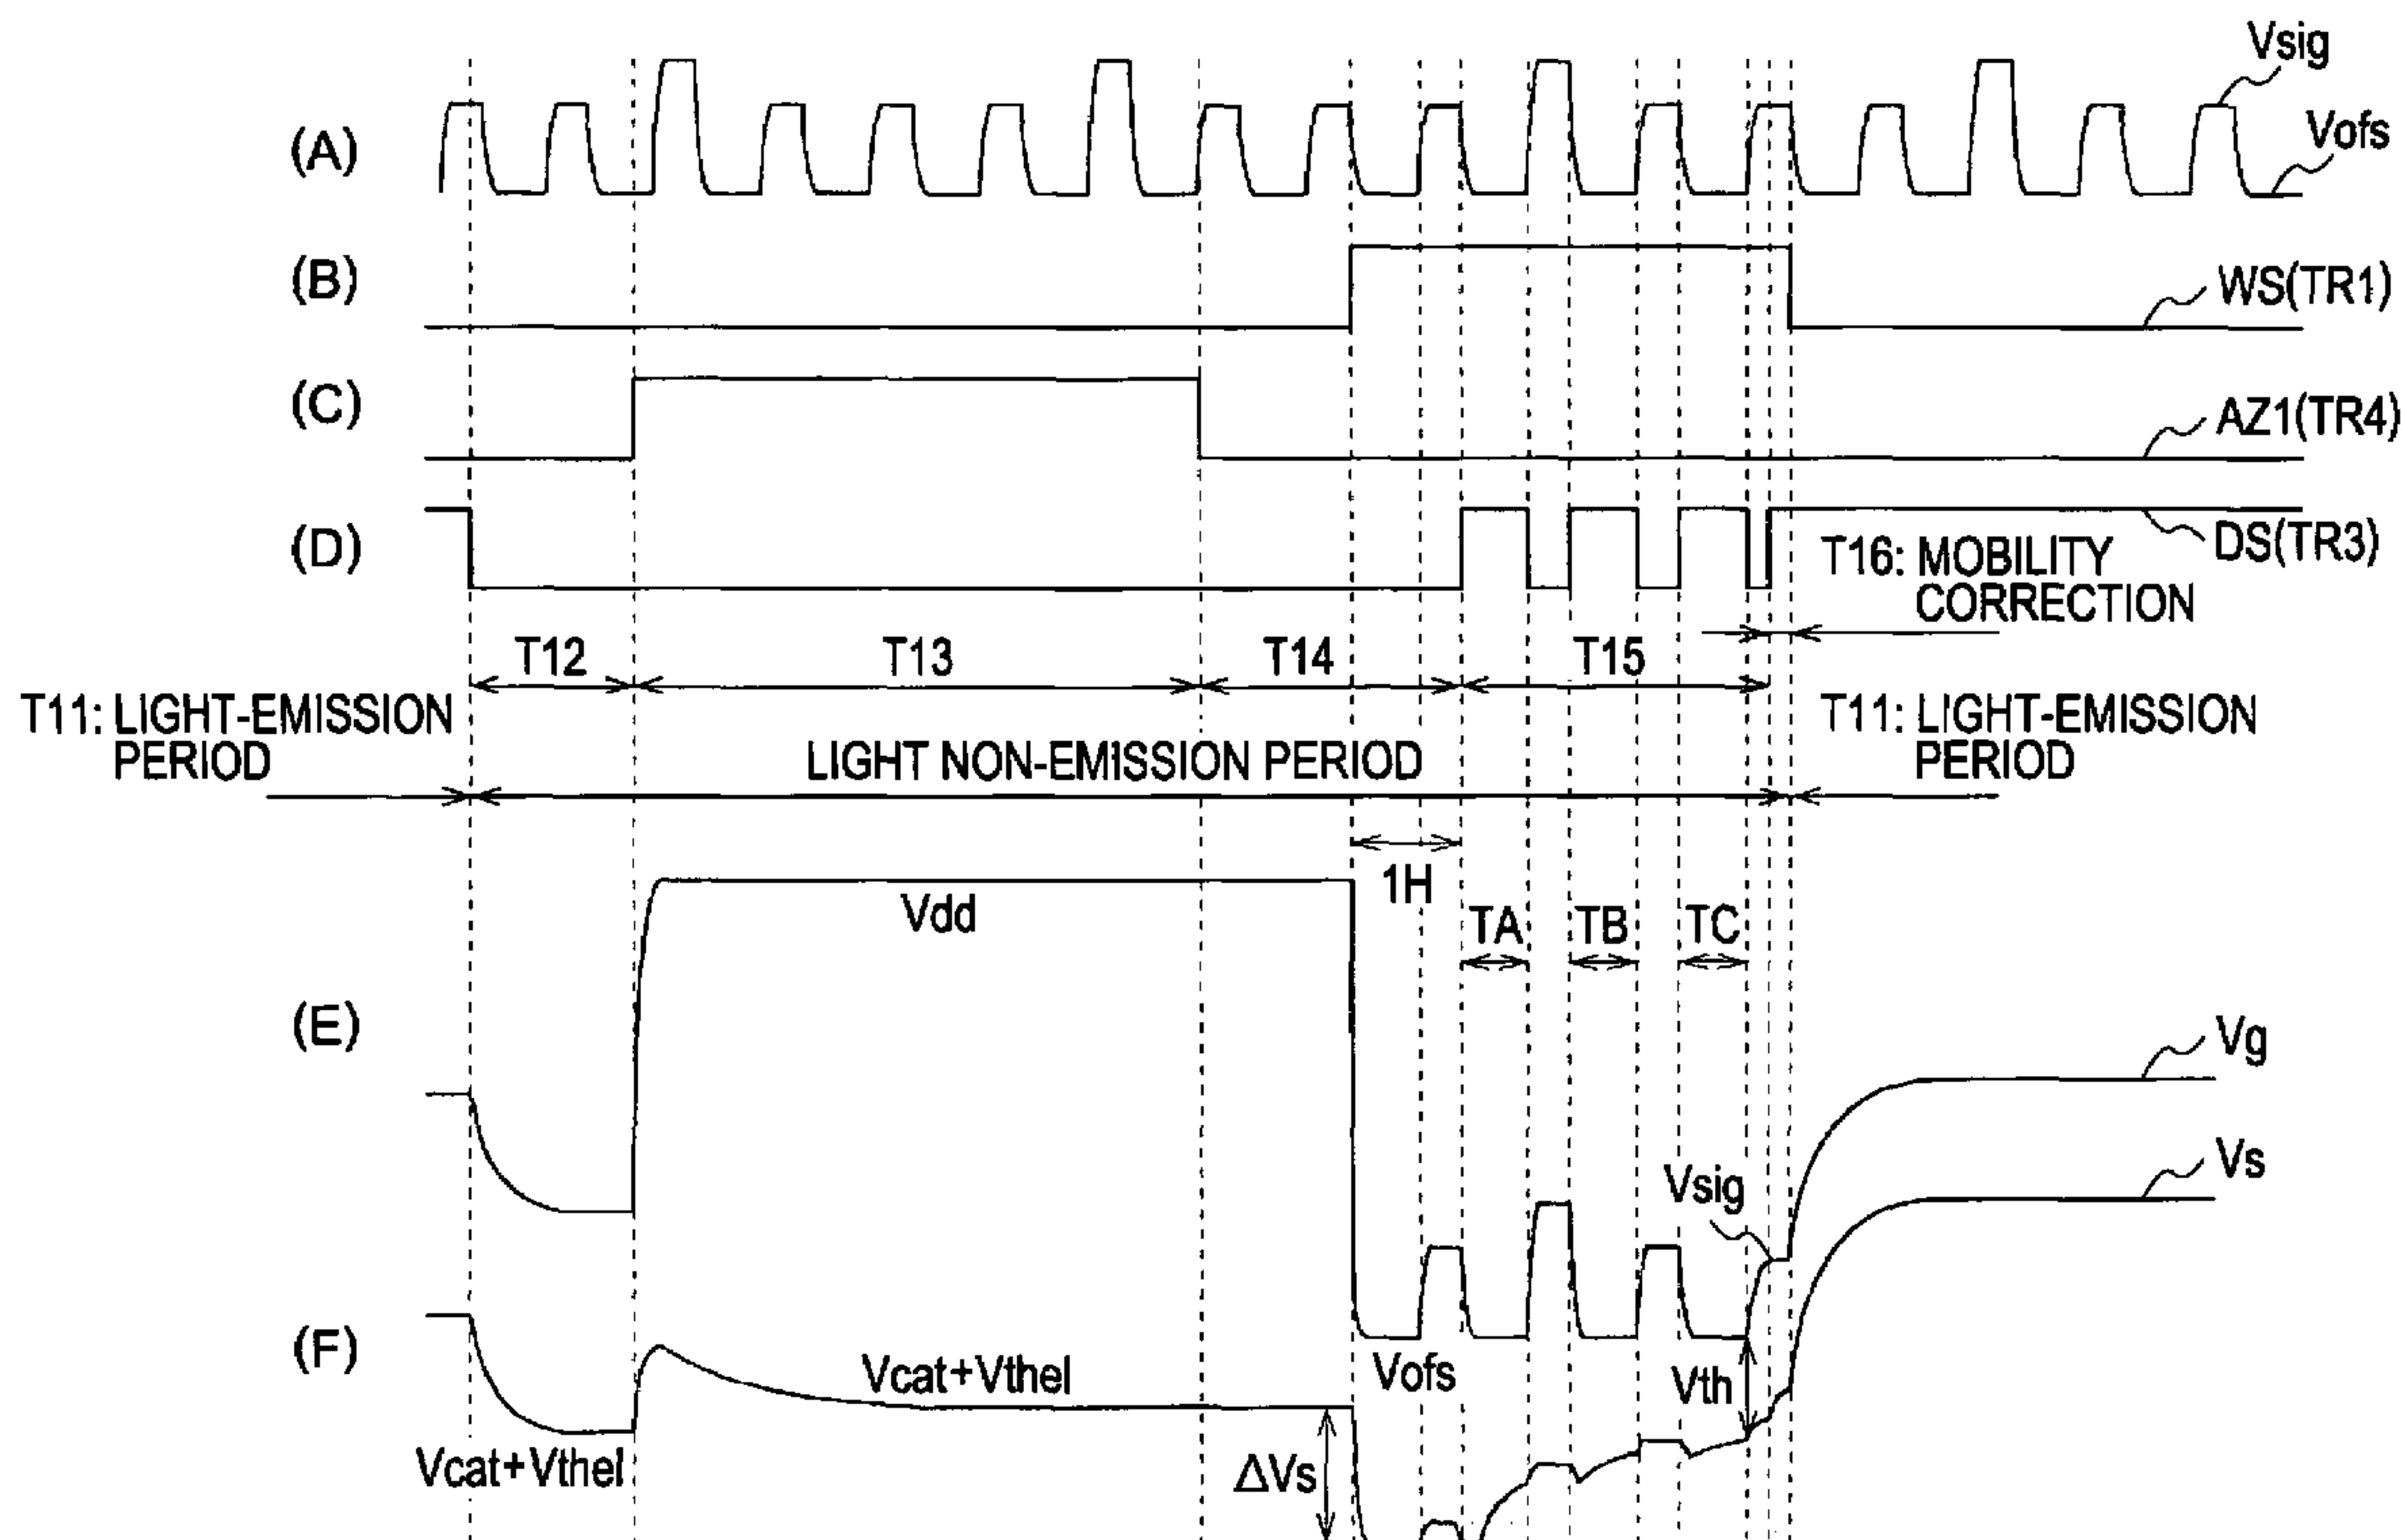 Vsig
Vofs
(A)
(B)
WS(TR1)
(C)
AZ1(TR4)
(D)
DS(TR3)
T16: MOBILITY
CORRECTION
T12
T13
T14
T15
T11: LIGHT-EMISSION
PERIOD
LIGHT NON-EMISSION PERIOD
T11: LIGHT-EMISSION
PERIOD
1H
Vdd
TA
TB
TC
(E)
Vg
Vsig
Vs
(F)
Vcat+Vthel
Vofs
Vth
Vcat+Vthel
ΔVs